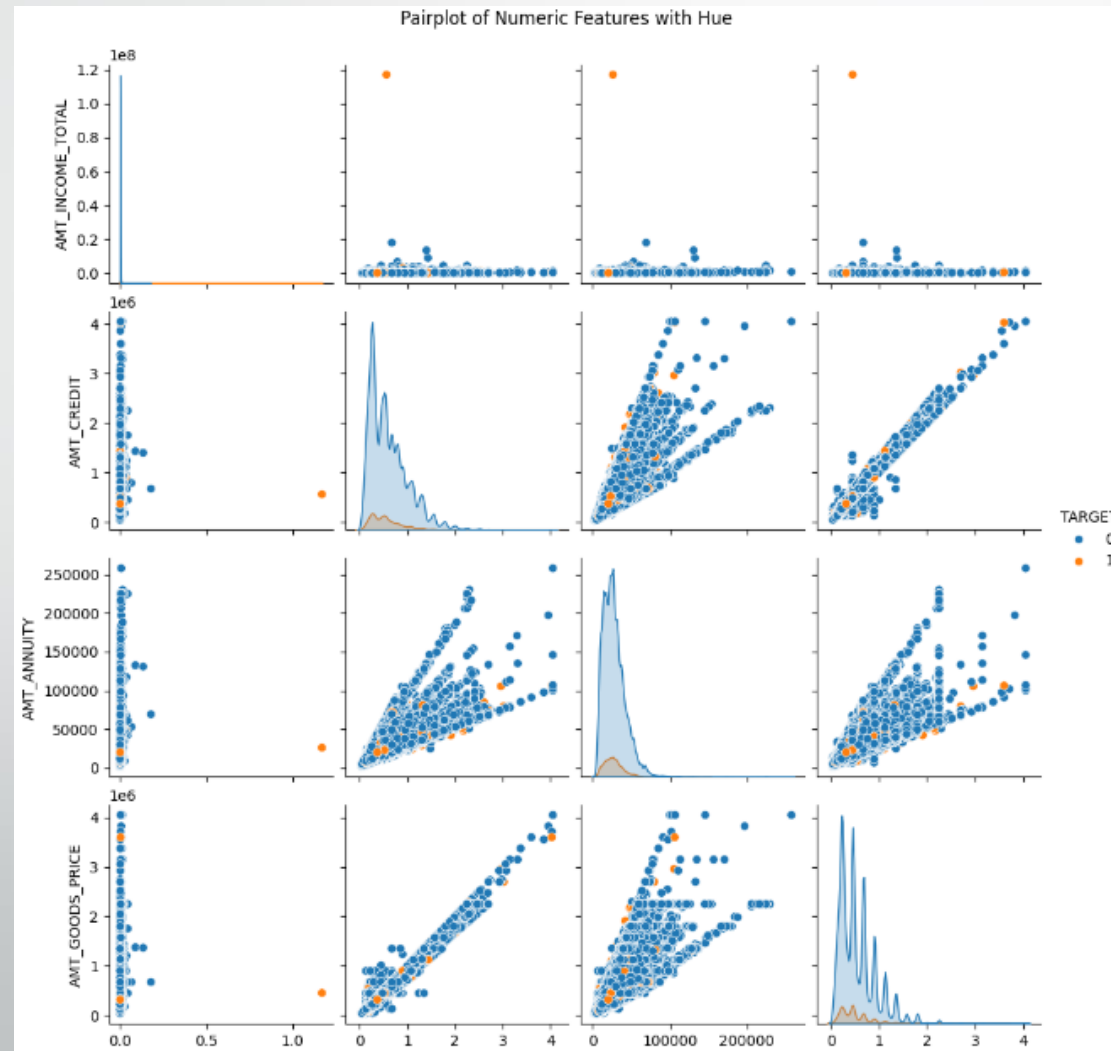 Pairplot of Numeric Features with Hue
1e8
1.2
1.0
0.8
0.6
0.4
0.2
0.0
AMT_INCOME_TOTAL
1e6
4
3
2
1
0
AMT_CREDIT
TARGET
0
1
250000
200000
150000
100000
50000
0
AMT_ANNUITY
1e6
4
3
2
1
0
AMT_GOODS_PRICE
0.0 0.5 1.0 0 1 2 3 4 0 100000 200000 0 1 2 3 4